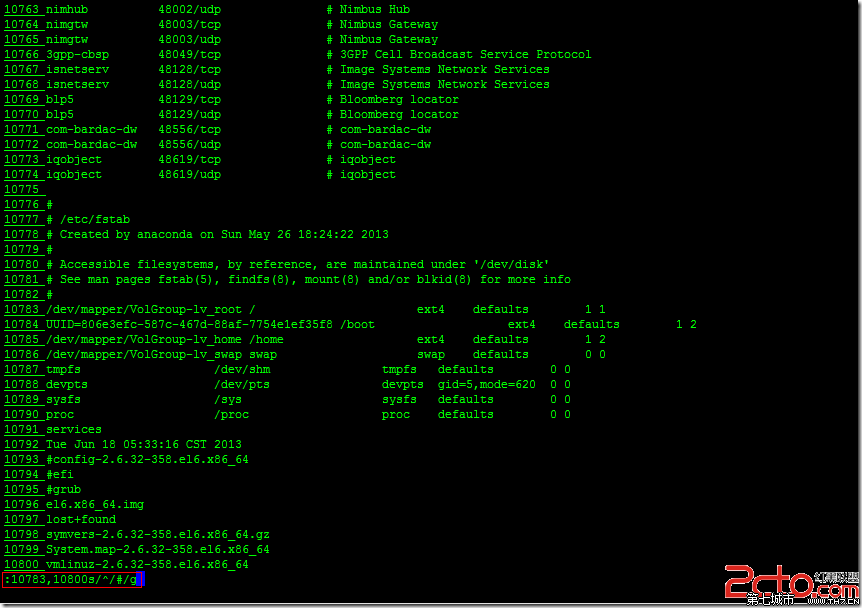 10763 nimhub          48002/udp               # Nimbus Hub
10764 nimgtw          48003/tcp               # Nimbus Gateway
10765 nimgtw          48003/udp               # Nimbus Gateway
10766 3gpp-cbsp       48049/tcp               # 3GPP Cell Broadcast Service Protocol
10767 isnetserv       48128/tcp               # Image Systems Network Services
10768 isnetserv       48128/udp               # Image Systems Network Services
10769 blp5            48129/tcp               # Bloomberg locator
10770 blp5            48129/udp               # Bloomberg locator
10771 com-bardac-dw   48556/tcp               # com-bardac-dw
10772 com-bardac-dw   48556/udp               # com-bardac-dw
10773 iqobject        48619/tcp               # iqobject
10774 iqobject        48619/udp               # iqobject
10775
10776 #
10777 # /etc/fstab
10778 # Created by anaconda on Sun May 26 18:24:22 2013
10779 #
10780 # Accessible filesystems, by reference, are maintained under '/dev/disk'
10781 # See man pages fstab(5), findfs(8), mount(8) and/or blkid(8) for more info
10782 #
10783 /dev/mapper/VolGroup-lv_root /                       ext4    defaults        1 1
10784 UUID=806e3efc-587c-467d-88af-7754e1ef35f8 /boot                   ext4    defaults        1 2
10785 /dev/mapper/VolGroup-lv_home /home                   ext4    defaults        1 2
10786 /dev/mapper/VolGroup-lv_swap swap                    swap    defaults        0 0
10787 tmpfs                   /dev/shm                tmpfs   defaults        0 0
10788 devpts                  /dev/pts                devpts  gid=5,mode=620  0 0
10789 sysfs                   /sys                    sysfs   defaults        0 0
10790 proc                    /proc                   proc    defaults        0 0
10791 services
10792 Tue Jun 18 05:33:16 CST 2013
10793 #config-2.6.32-358.el6.x86_64
10794 #efi
10795 #grub
10796 el6.x86_64.img
10797 lost+found
10798 symvers-2.6.32-358.el6.x86_64.gz
10799 System.map-2.6.32-358.el6.x86_64
10800 vmlinuz-2.6.32-358.el6.x86_64
:10783,10800s/^/#/g
2cto.com
第七城市 WWW.TH7.CN